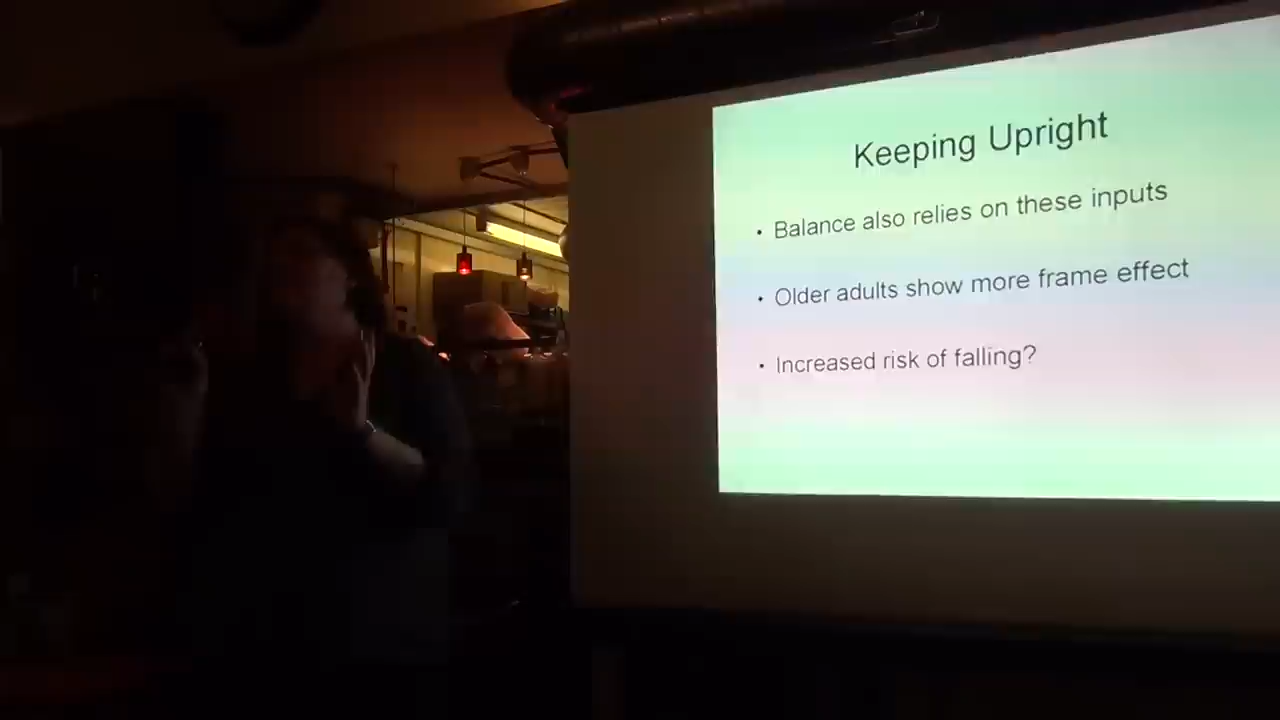 Keeping Upright
• Balance also relies on these inputs
• Older adults show more frame effect
• Increased risk of falling?